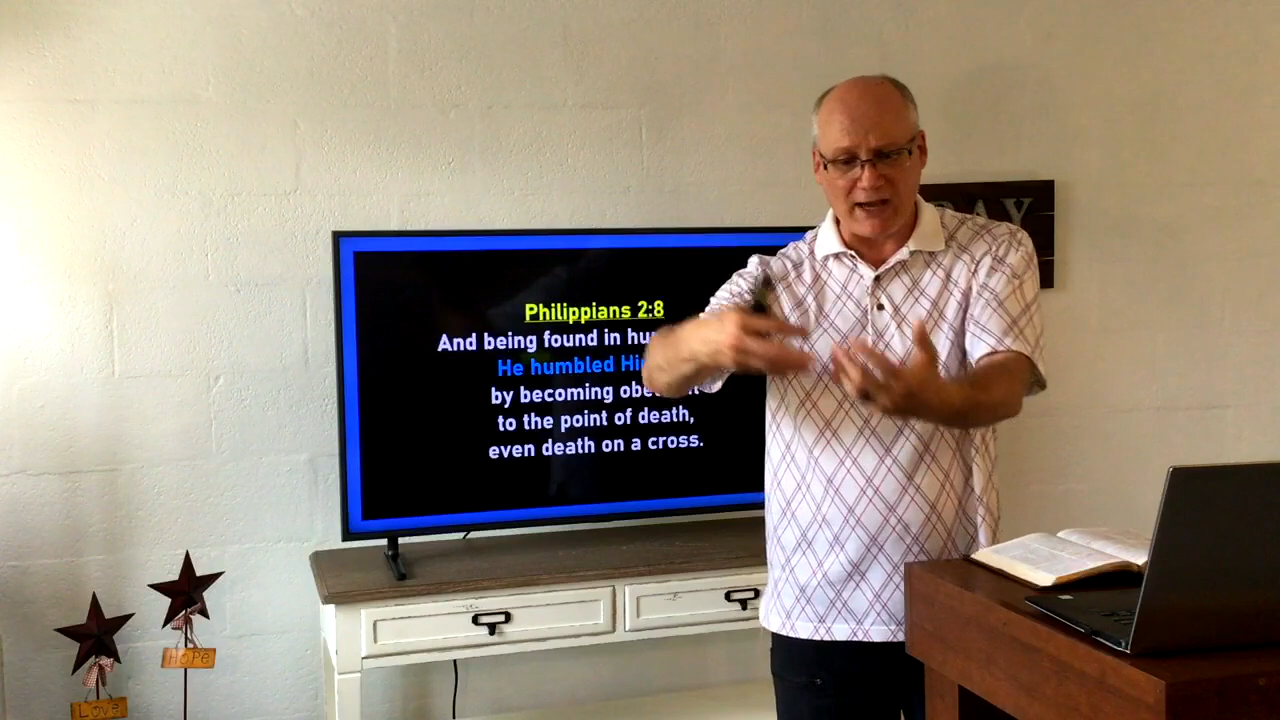 Philippians 2:8
And being found in hu
He humbled Hi
by becoming obe
to the point of death,
even death on a cross.
RAY
HOPe
Love